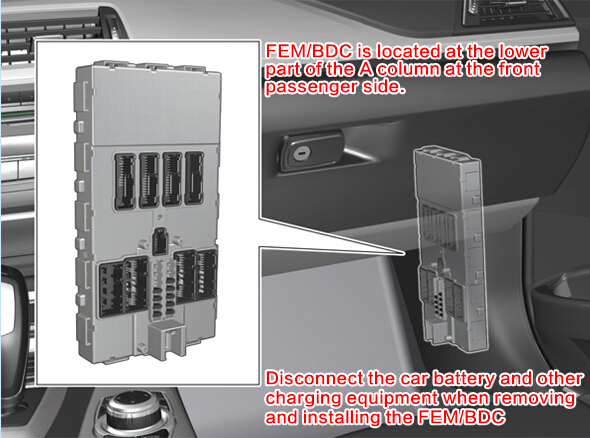 FEM/BDC is located at the lower
part of the A column at the front
passenger side.
Disconnect the car battery and other
charging equipment when removing
and installing the FEM/BDC